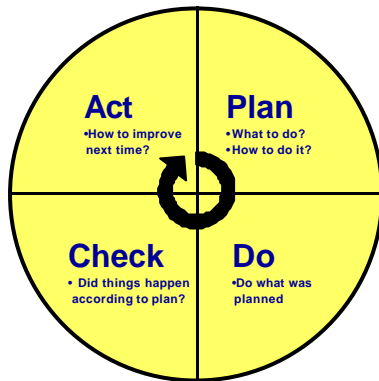 Act
•How to improve
next time?
Plan
•What to do?
•How to do it?
Check
• Did things happen
according to plan?
Do
•Do what was
planned